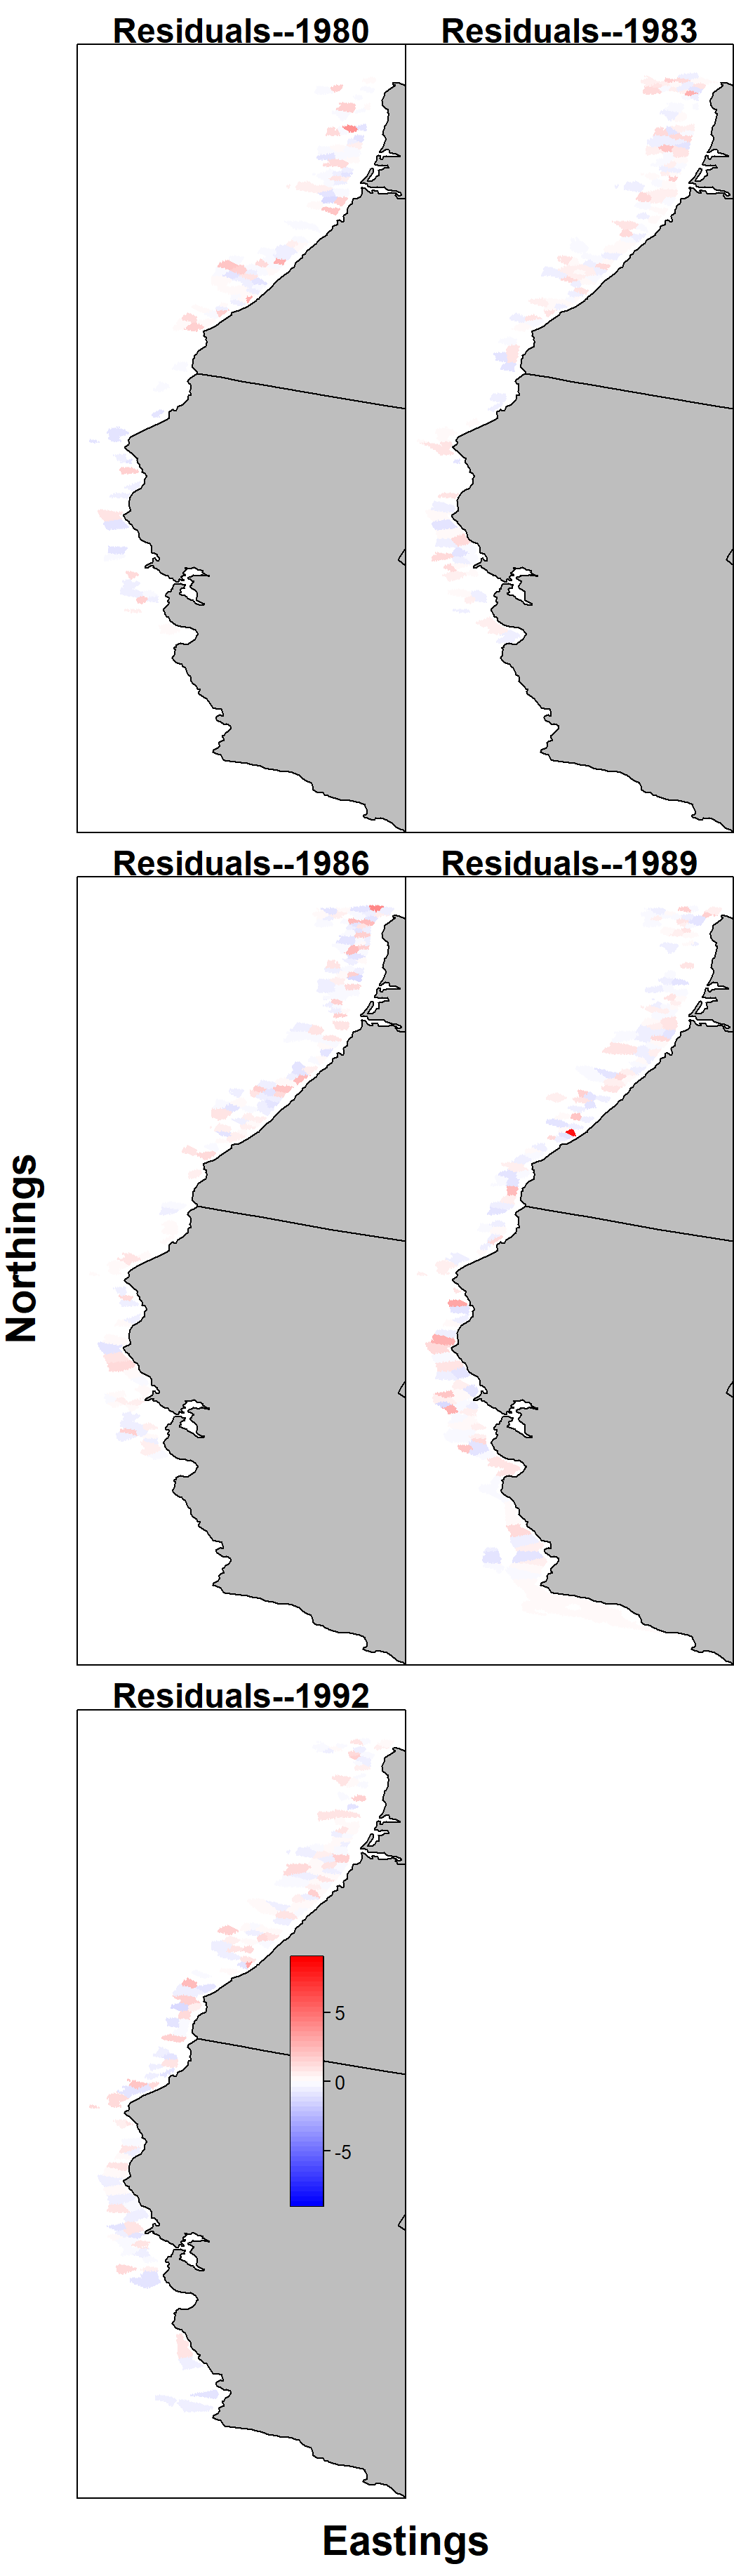 Residuals--1980
Residuals--1983
Residuals--1986
Residuals--1989
Northings
Residuals--1992
5
0
-5
Eastings